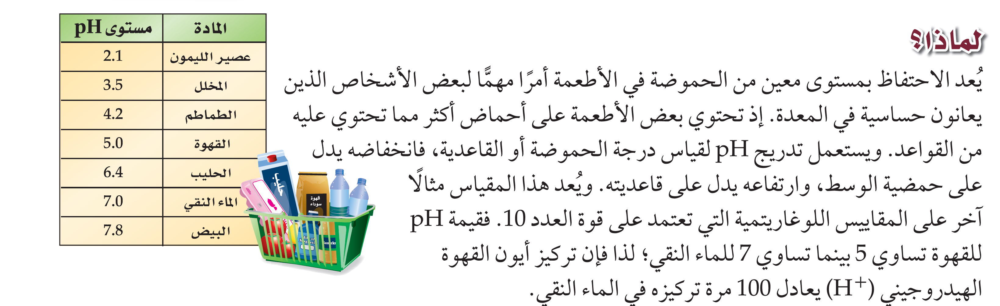 لماذا؟
يُعد الاحتفاظ بمستوى معين من الحموضة في الأطعمة أمرًا مهمًّا لبعض الأشخاص الذين
يعانون حساسية في المعدة. إذ تحتوي بعض الأطعمة على أحماض أكثر مما تحتوي عليه
من القواعد. ويستعمل تدريج pH لقياس درجة الحموضة أو القاعدية، فانخفاضه يدل
على حمضية الوسط، وارتفاعه يدل على قاعديته. ويُعد هذا المقياس مثالًا
آخر على المقاييس اللوغاريتمية التي تعتمد على قوة العدد 10. فقيمة pH
للقهوة تساوي 5 بينما تساوي 7 للماء النقي؛ لذا فإن تركيز أيون القهوة
الهيدروجيني (H+) يعادل 100 مرة تركيزه في الماء النقي.
المادة مستوى pH
عصير الليمون 2.1
المخلل 3.5
الطماطم 4.2
القهوة 5.0
الحليب 6.4
الماء النقي 7.0
البيض 7.8
حليب
قهوة
سوداء